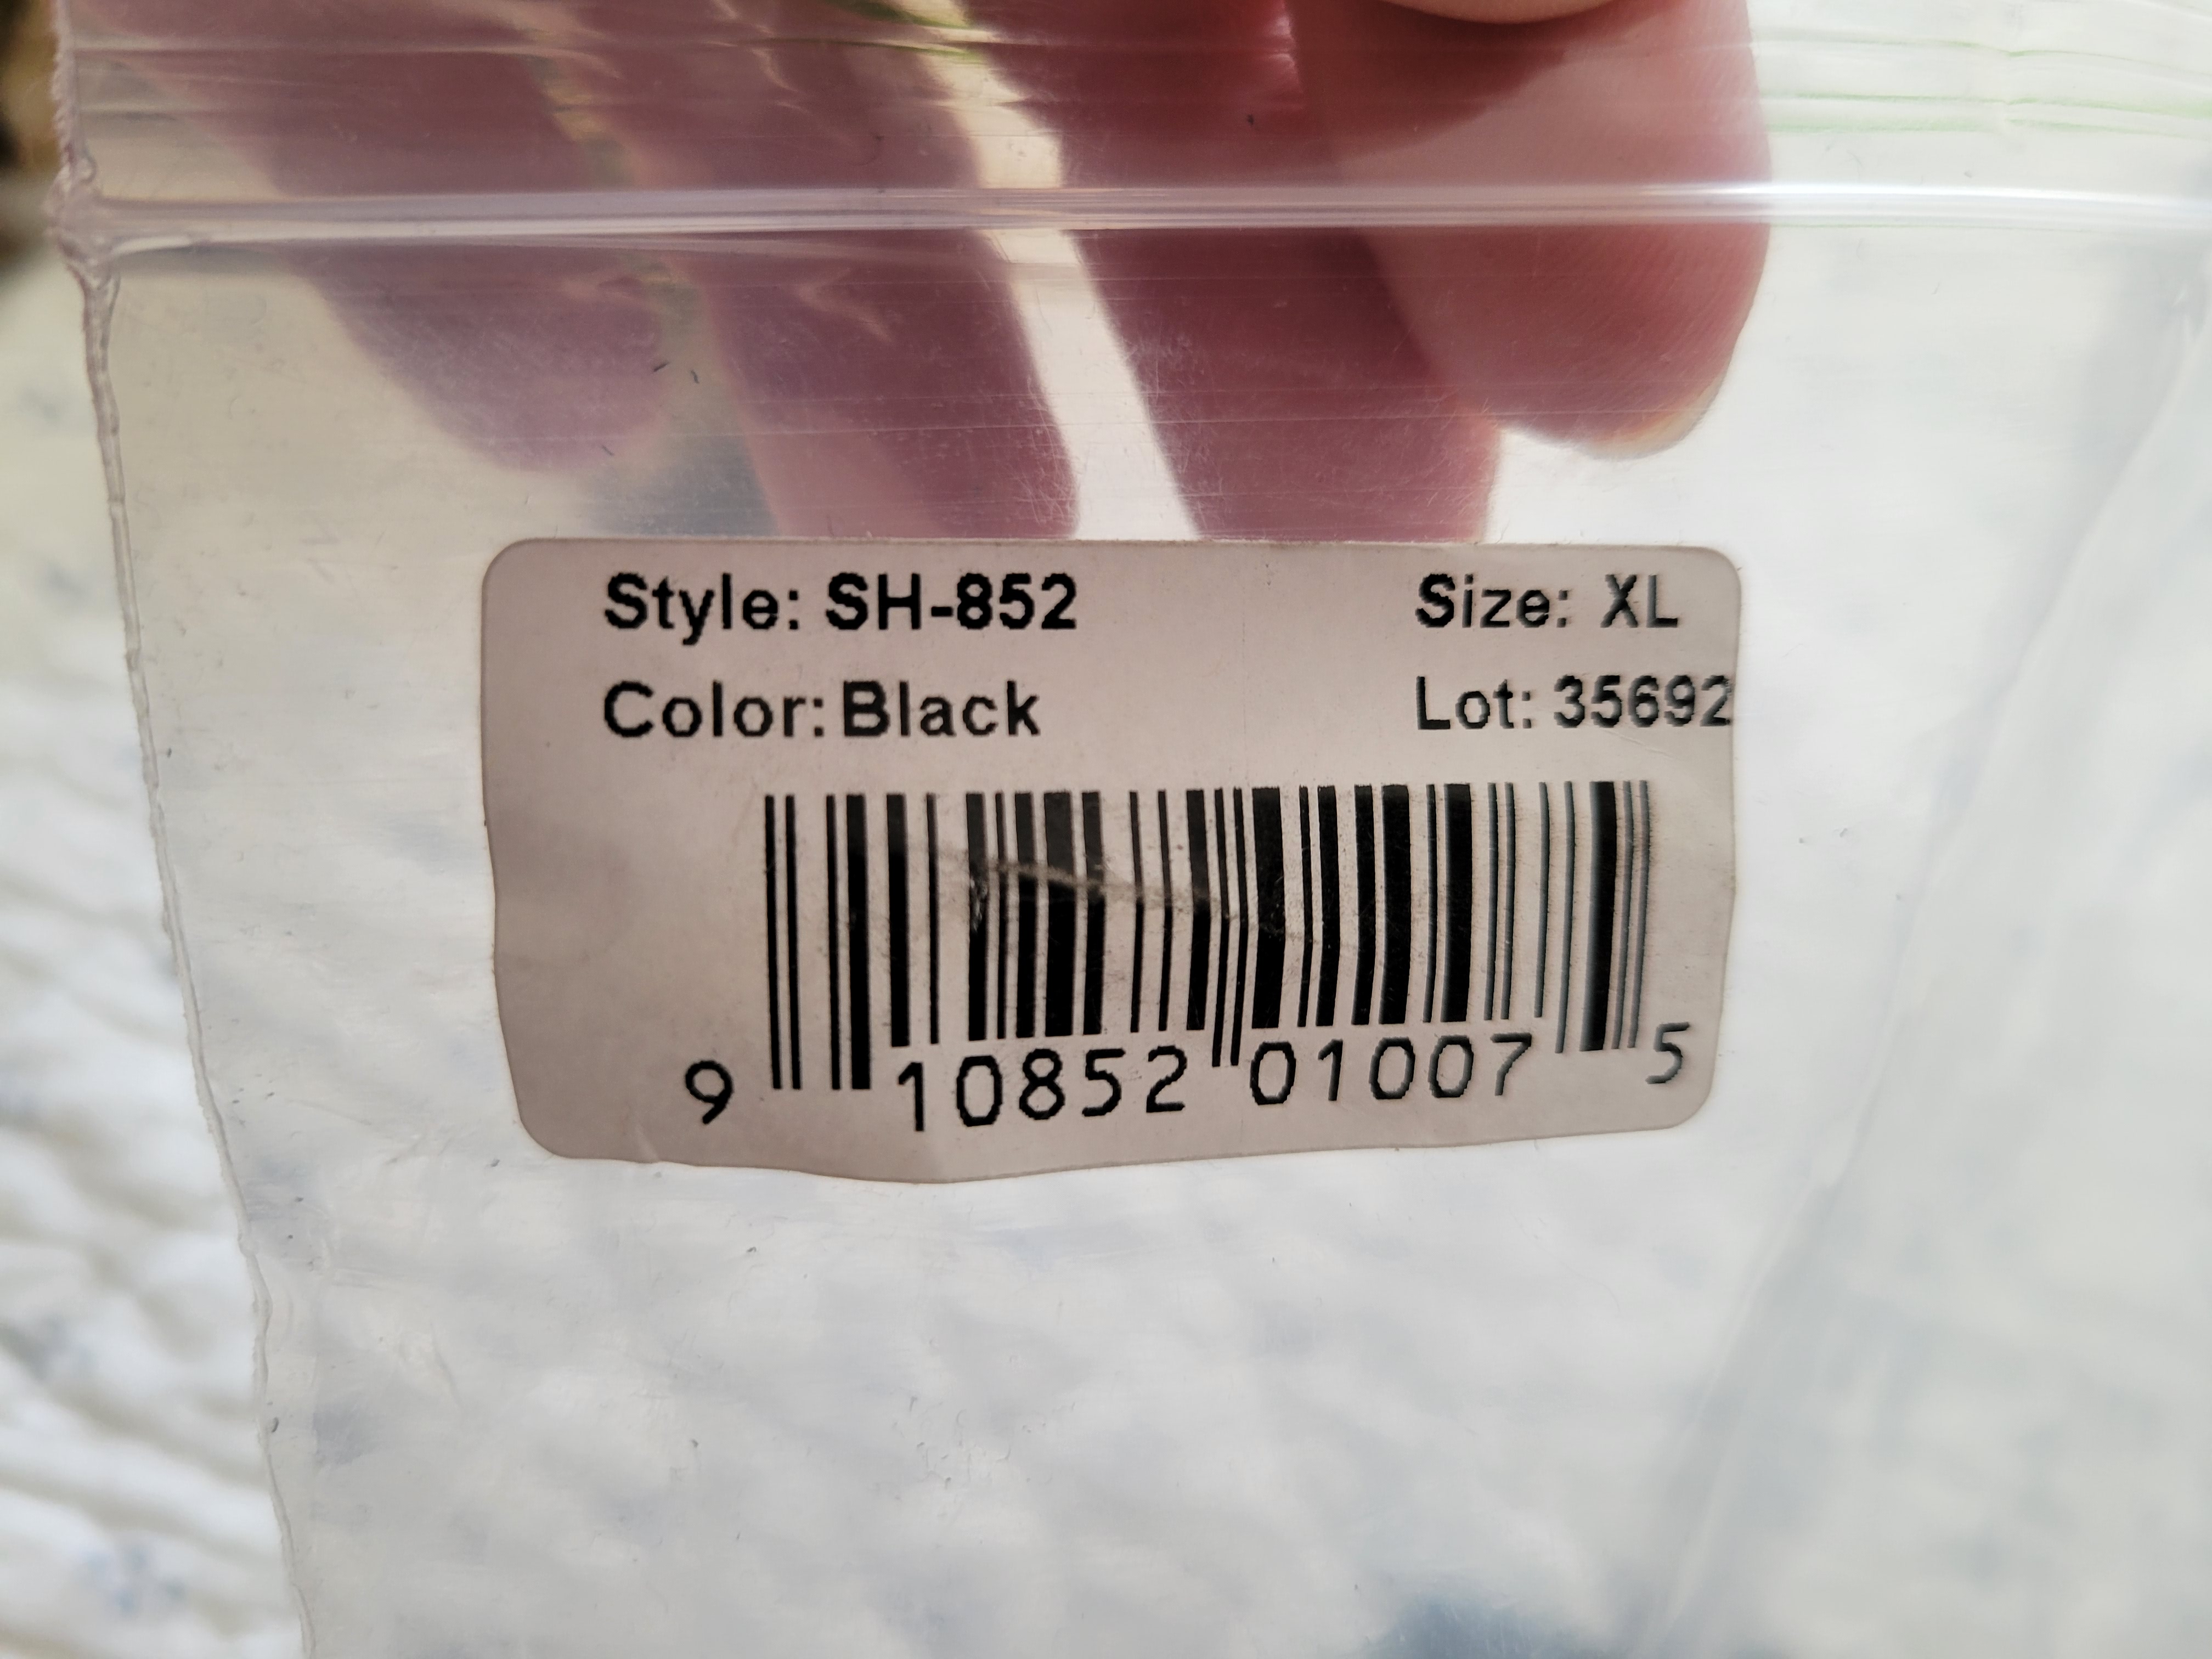 Style: SH-852 Size: XL
Color: Black Lot: 35692
9 10852 01007 5